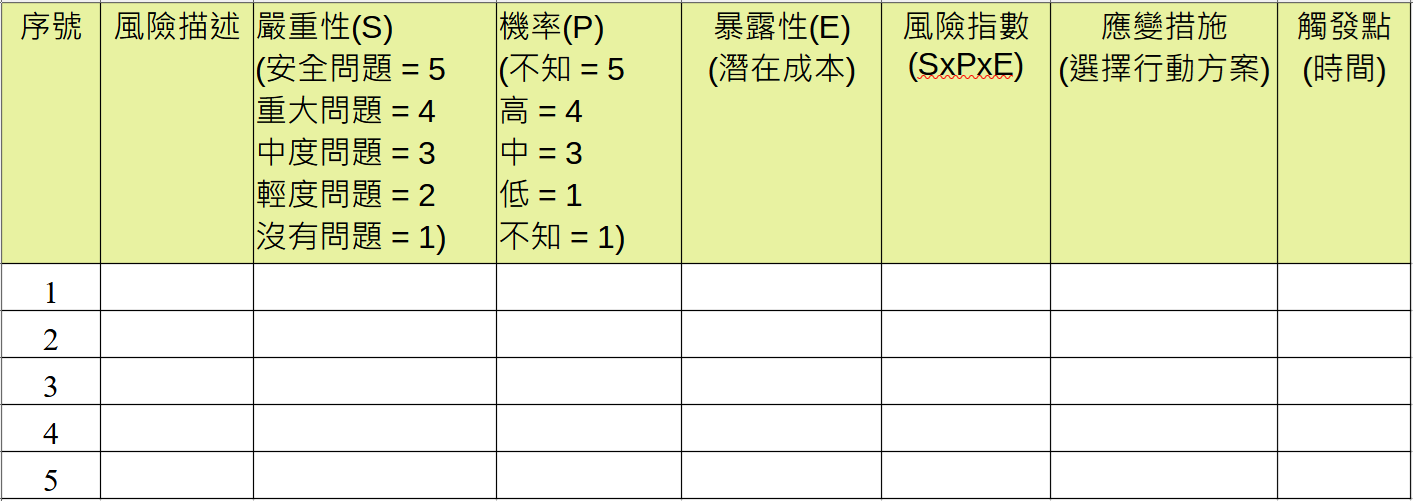 序號
風險描述
嚴重性(S)
(安全問題 = 5
重大問題 = 4
中度問題 = 3
輕度問題 = 2
沒有問題 = 1)
機率(P)
(不知 = 5
高 = 4
中 = 3
低 = 1
不知 = 1)
暴露性(E)
(潛在成本)
風險指數
(SxPxE)
應變措施
(選擇行動方案)
觸發點
(時間)
1
2
3
4
5